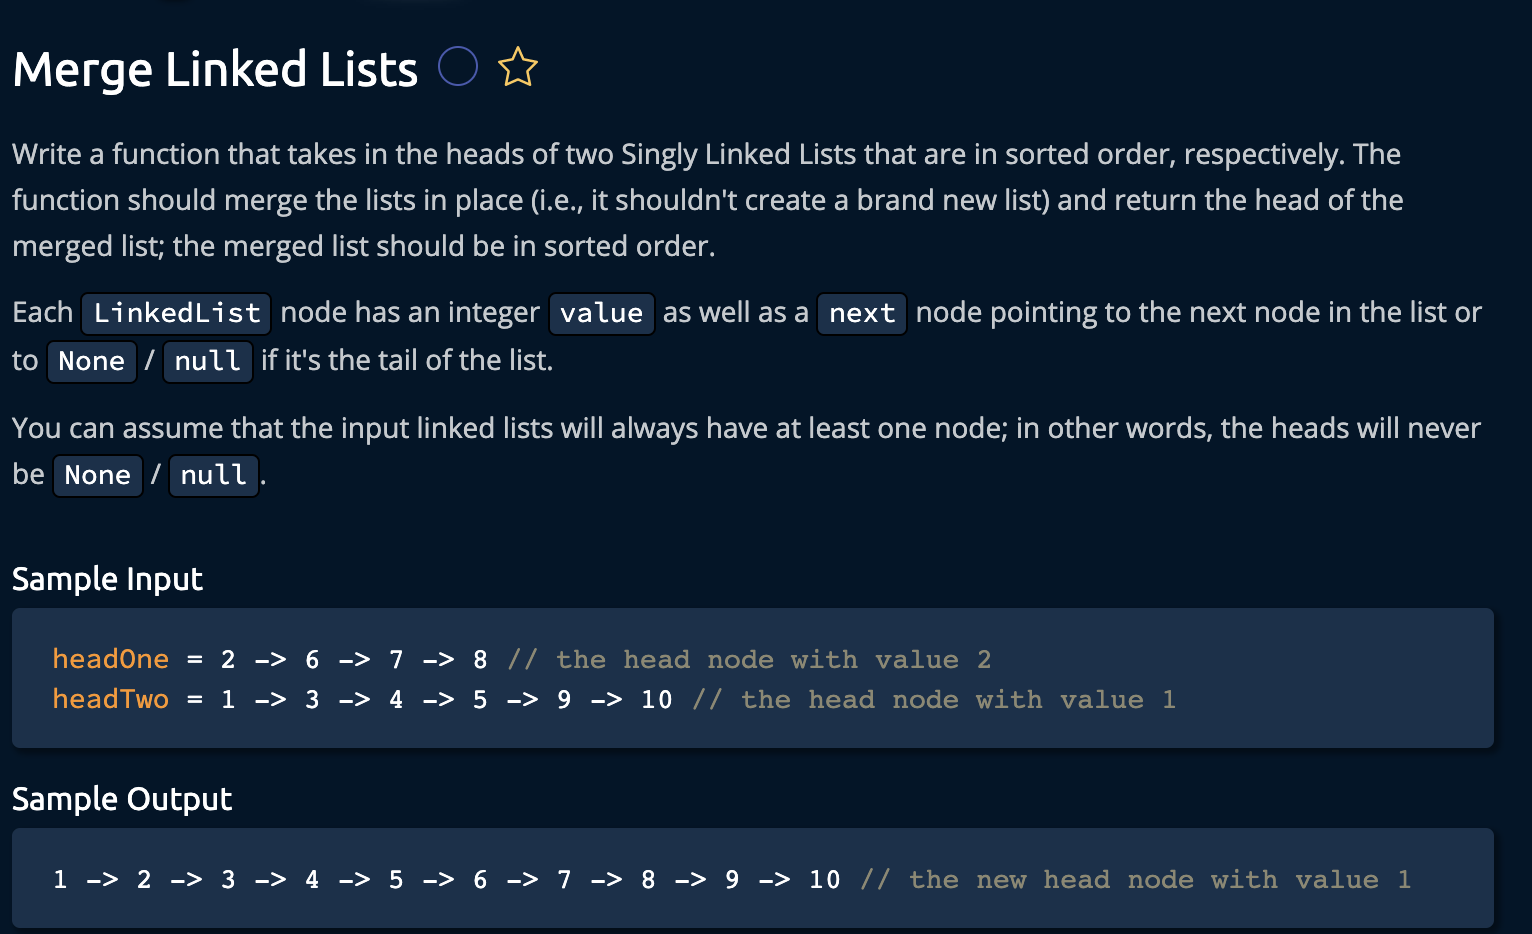 Merge Linked Lists
Write a function that takes in the heads of two Singly Linked Lists that are in sorted order, respectively. The
function should merge the lists in place (i.e., it shouldn't create a brand new list) and return the head of the
merged list; the merged list should be in sorted order.
Each LinkedList node has an integer value as well as a next node pointing to the next node in the list or
to None / null if it's the tail of the list.
You can assume that the input linked lists will always have at least one node; in other words, the heads will never
be None / null.
Sample Input
headOne = 2 -> 6 -> 7 -> 8 // the head node with value 2
headTwo = 1 -> 3 -> 4 -> 5 -> 9 -> 10 // the head node with value 1
Sample Output
1 -> 2 -> 3 -> 4 -> 5 -> 6 -> 7 -> 8 -> 9 -> 10 // the new head node with value 1